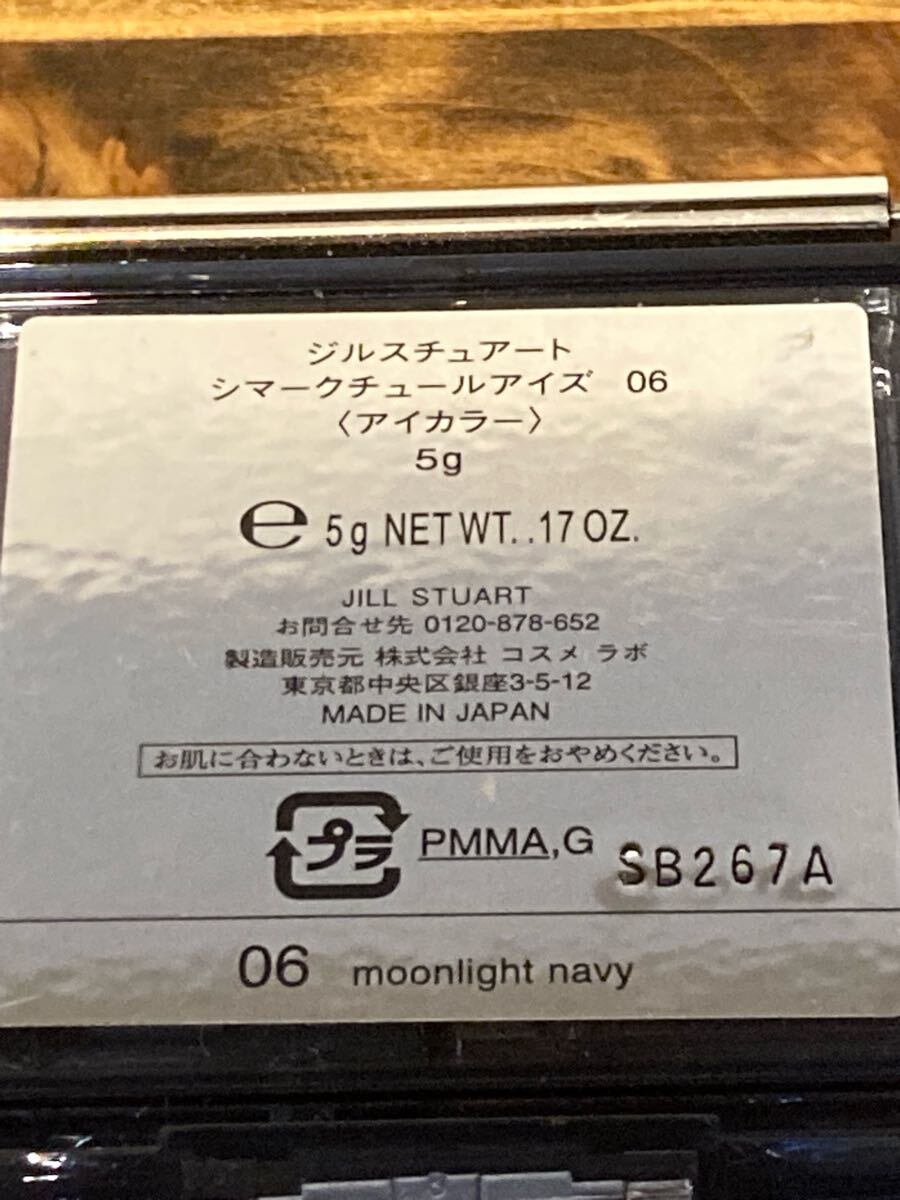 ジルスチュアート
シマークチュールアイズ 06
〈アイカラー〉
5g
e 5g NET WT. .17 OZ.
JILL STUART
お問合せ先 0120-878-652
製造販売元 株式会社 コスメ ラボ
東京都中央区銀座3-5-12
MADE IN JAPAN
お肌に合わないときは、ご使用をおやめください。
プラ PMMA,G SB267A
06 moonlight navy